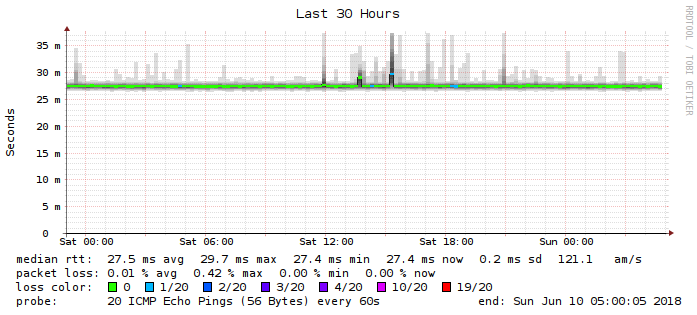 Last 30 Hours
RRDTOOL / TOBI OETIKER
Seconds
35 m
30 m
25 m
20 m
15 m
10 m
5 m
0
Sat 00:00 Sat 06:00 Sat 12:00 Sat 18:00 Sun 00:00
median rtt: 27.5 ms avg 29.7 ms max 27.4 ms min 27.4 ms now 0.2 ms sd 121.1 am/s
packet loss: 0.01 % avg 0.42 % max 0.00 % min 0.00 % now
loss color: 0 1/20 2/20 3/20 4/20 10/20 19/20
probe: 20 ICMP Echo Pings (56 Bytes) every 60s end: Sun Jun 10 05:00:05 2018